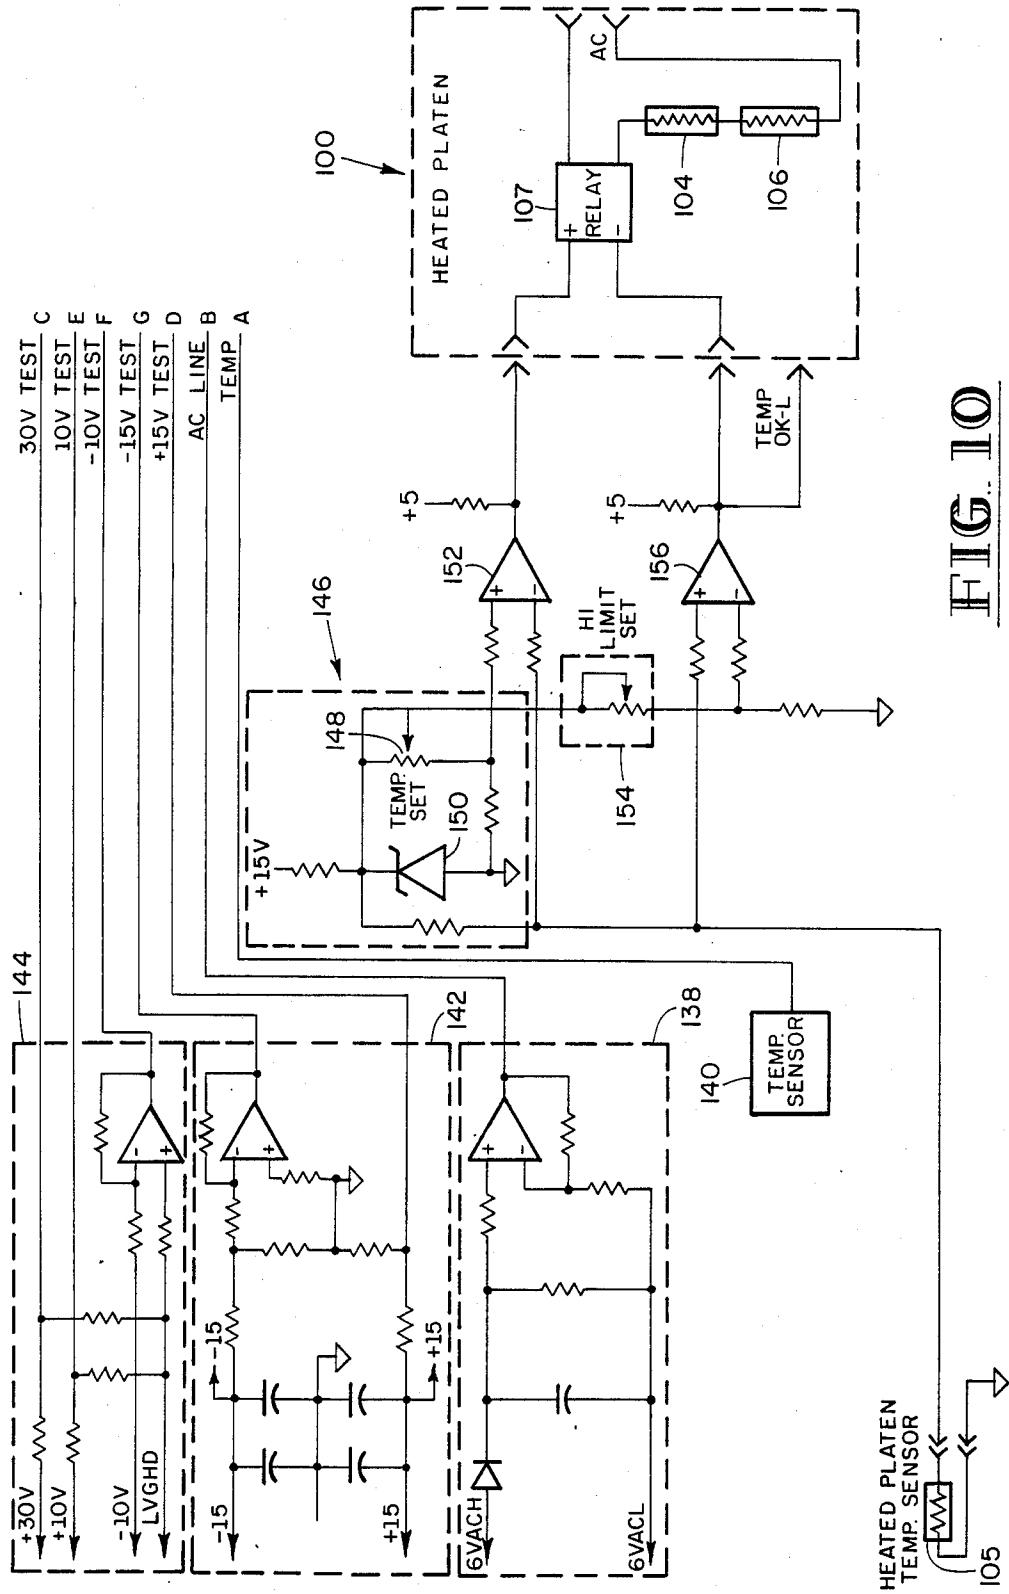 30V TEST C
10V TEST E
-10V TEST F
-15V TEST G
+15V TEST D
AC LINE B
TEMP A
144
+30V
+10V
-10V
LVGHD
-
+
142
-15
-15
+15
+15
-
+
138
6VACH
6VACL
+
-
140
TEMP.
SENSOR
146
+15V
148
TEMP.
SET
150
152
+5
+
-
HI
LIMIT
SET
154
156
+5
+
-
TEMP
OK-L
100
HEATED PLATEN
107
+
-
RELAY
AC
104
106
HEATED PLATEN
TEMP. SENSOR
105
FIG. 10